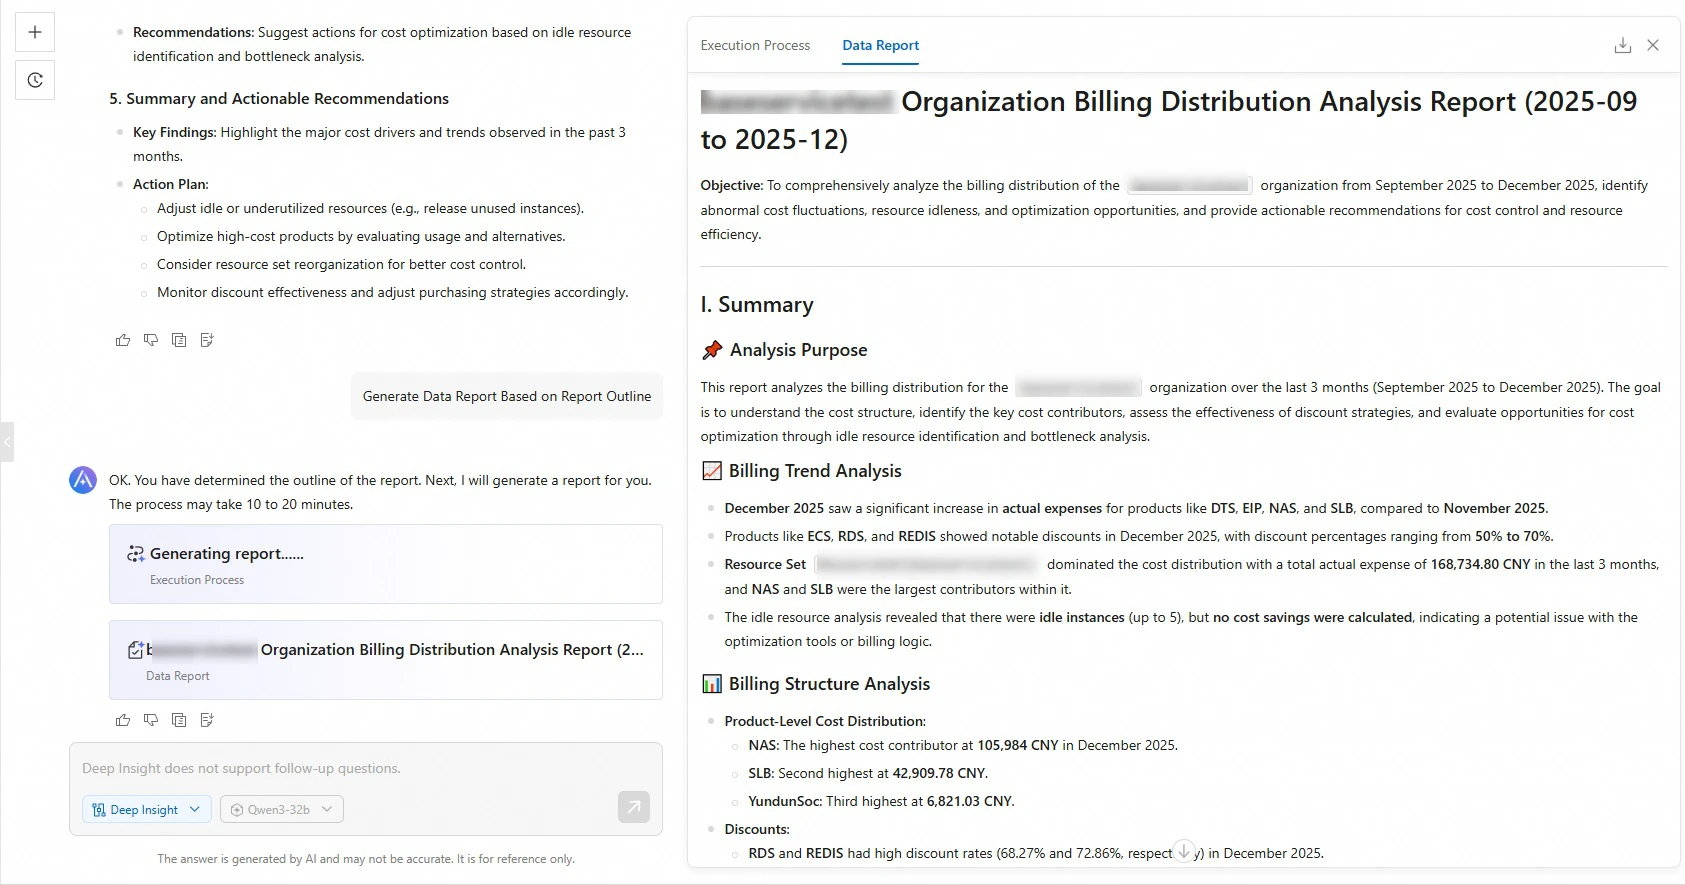 Recommendations: Suggest actions for cost optimization based on idle resource
identification and bottleneck analysis.
5. Summary and Actionable Recommendations
Key Findings: Highlight the major cost drivers and trends observed in the past 3
months.
Action Plan:
Adjust idle or underutilized resources (e.g., release unused instances).
Optimize high-cost products by evaluating usage and alternatives.
Consider resource set reorganization for better cost control.
Monitor discount effectiveness and adjust purchasing strategies accordingly.
Generate Data Report Based on Report Outline
OK. You have determined the outline of the report. Next, I will generate a report for you.
The process may take 10 to 20 minutes.
Generating report......
Execution Process
Organization Billing Distribution Analysis Report (2...
Data Report
Deep Insight does not support follow-up questions.
Deep Insight
Qwen3-32b
The answer is generated by AI and may not be accurate. It is for reference only.
Execution Process
Data Report
Organization Billing Distribution Analysis Report (2025-09
to 2025-12)
Objective: To comprehensively analyze the billing distribution of the organization from September 2025 to December 2025, identify
abnormal cost fluctuations, resource idleness, and optimization opportunities, and provide actionable recommendations for cost control and resource
efficiency.
I. Summary
Analysis Purpose
This report analyzes the billing distribution for the organization over the last 3 months (September 2025 to December 2025). The goal
is to understand the cost structure, identify the key cost contributors, assess the effectiveness of discount strategies, and evaluate opportunities for cost
optimization through idle resource identification and bottleneck analysis.
Billing Trend Analysis
December 2025 saw a significant increase in actual expenses for products like DTS, EIP, NAS, and SLB, compared to November 2025.
Products like ECS, RDS, and REDIS showed notable discounts in December 2025, with discount percentages ranging from 50% to 70%.
Resource Set dominated the cost distribution with a total actual expense of 168,734.80 CNY in the last 3 months,
and NAS and SLB were the largest contributors within it.
The idle resource analysis revealed that there were idle instances (up to 5), but no cost savings were calculated, indicating a potential issue with the
optimization tools or billing logic.
Billing Structure Analysis
Product-Level Cost Distribution:
NAS: The highest cost contributor at 105,984 CNY in December 2025.
SLB: Second highest at 42,909.78 CNY.
YundunSoc: Third highest at 6,821.03 CNY.
Discounts:
RDS and REDIS had high discount rates (68.27% and 72.86%, in December 2025.